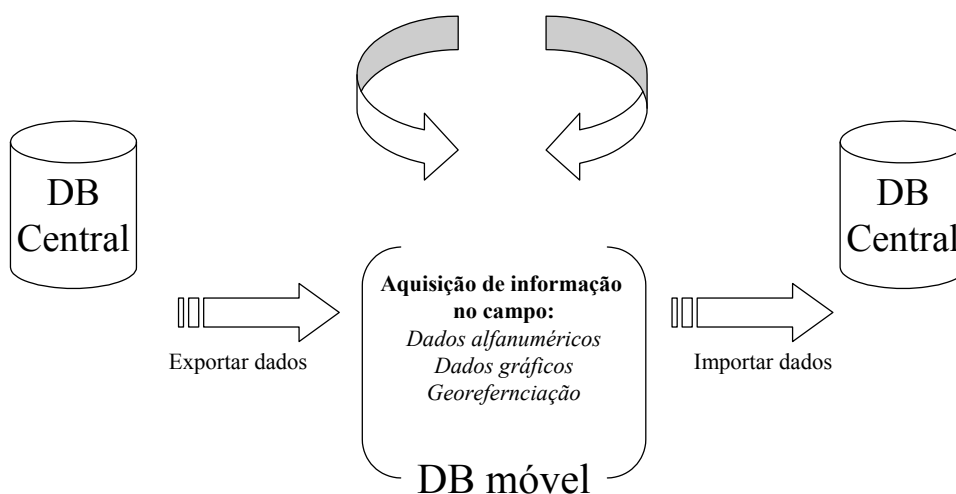 DB
Central
Exportar dados
Aquisição de informação
no campo:
Dados alfanuméricos
Dados gráficos
Georefernciação
DB móvel
Importar dados
DB
Central